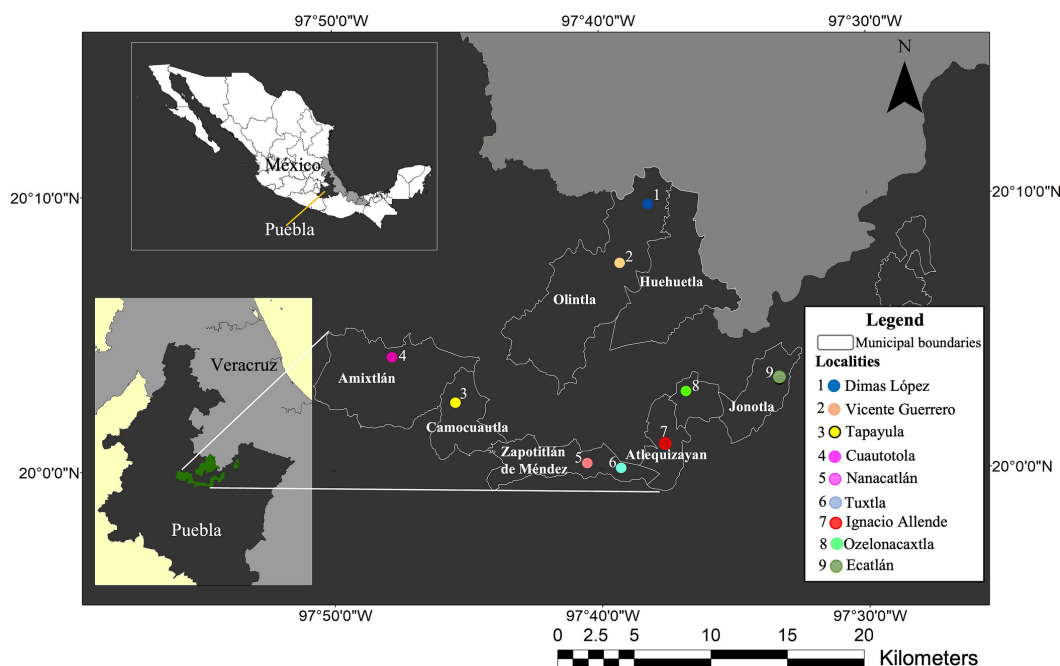 97°50'0"W 97°40'0"W 97°30'0"W
N
México
Puebla
20°10'0"N 20°10'0"N
1
2
Huehuetla
Olintla
Veracruz
4
Amixtlán
3
Camocuautla
9
8
Jonotla
7
Zapotitlán
de Méndez
5
6
Atlequizayan
20°0'0"N 20°0'0"N
Puebla
Legend
Municipal boundaries
Localities
1 Dimas López
2 Vicente Guerrero
3 Tapayula
4 Cuautotola
5 Nanacatlán
6 Tuxtla
7 Ignacio Allende
8 Ozelonacaxtla
9 Ecatlán
97°50'0"W 97°40'0"W 97°30'0"W
0 2.5 5 10 15 20
Kilometers